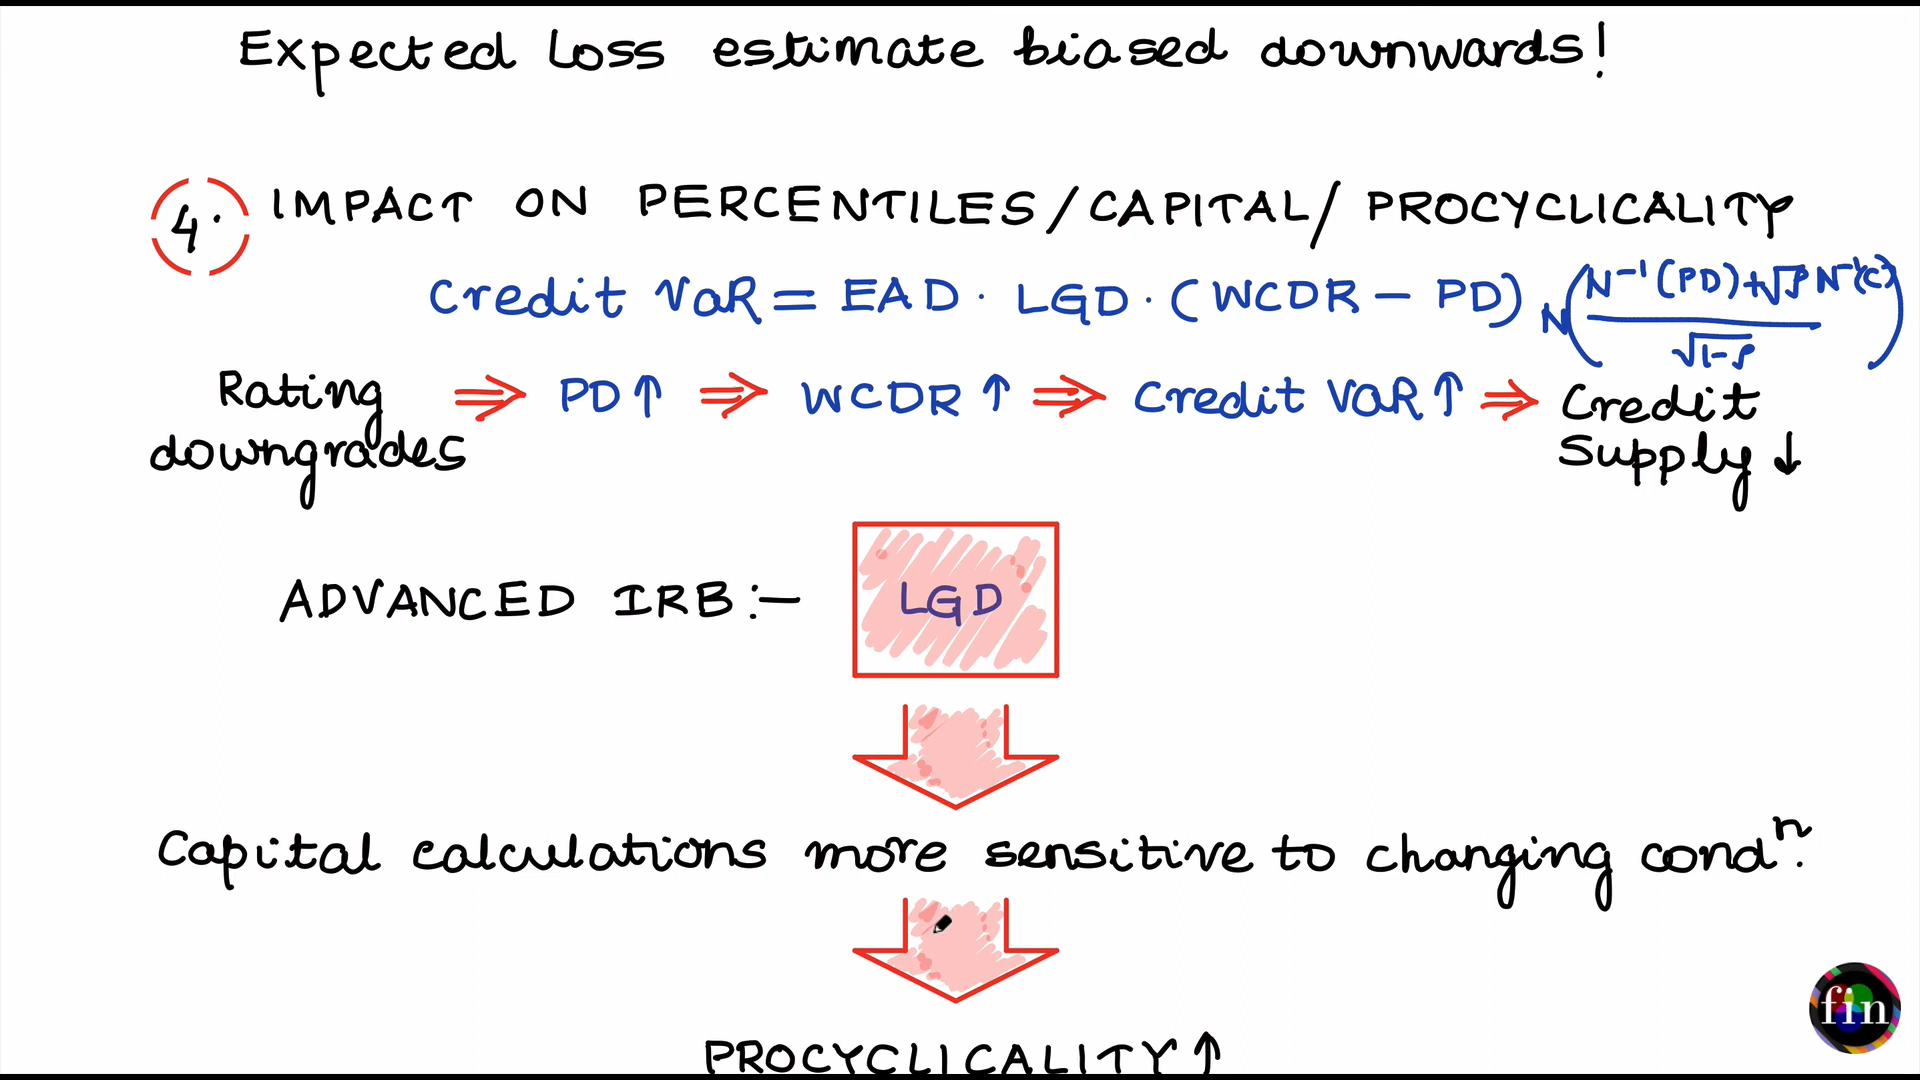 Expected Loss estimate biased downwards!
4. IMPACT ON PERCENTILES/CAPITAL/PROCYCLICALITY
Credit VaR = EAD · LGD · (WCDR - PD) N(N⁻¹(PD)+√ρ N⁻¹(C) / √1-ρ)
Rating downgrades ⇒ PD↑ ⇒ WCDR↑ ⇒ Credit VaR↑ ⇒ Credit Supply↓
ADVANCED IRB:- LGD
Capital calculations more sensitive to changing condⁿ.
PROCYCLICALITY↑
fin